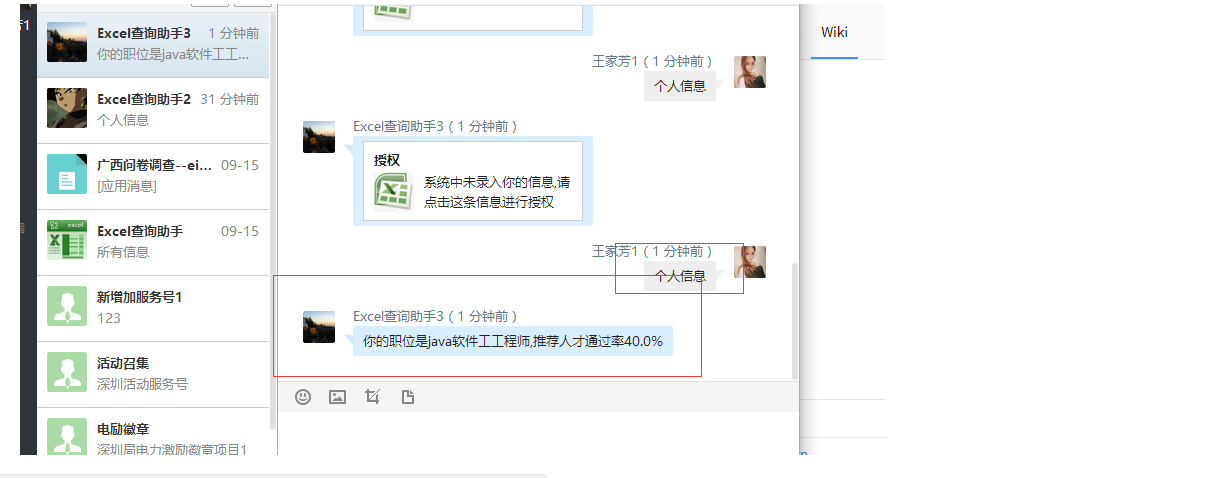 芳1
Excel查询助手3 1 分钟前
你的职位是java软件工工...
Excel查询助手2 31 分钟前
个人信息
广西问卷调查--ei... 09-15
[应用消息]
Excel查询助手 09-15
所有信息
新增加服务号1
123
活动召集
深圳活动服务号
电励徽章
深圳局电力激励徽章项目1
王家芳1 ( 1 分钟前 )
个人信息
Excel查询助手3 ( 1 分钟前 )
授权
系统中未录入你的信息,请
点击这条信息进行授权
王家芳1 ( 1 分钟前 )
个人信息
Excel查询助手3 ( 1 分钟前 )
你的职位是java软件工工程师,推荐人才通过率40.0%
Wiki